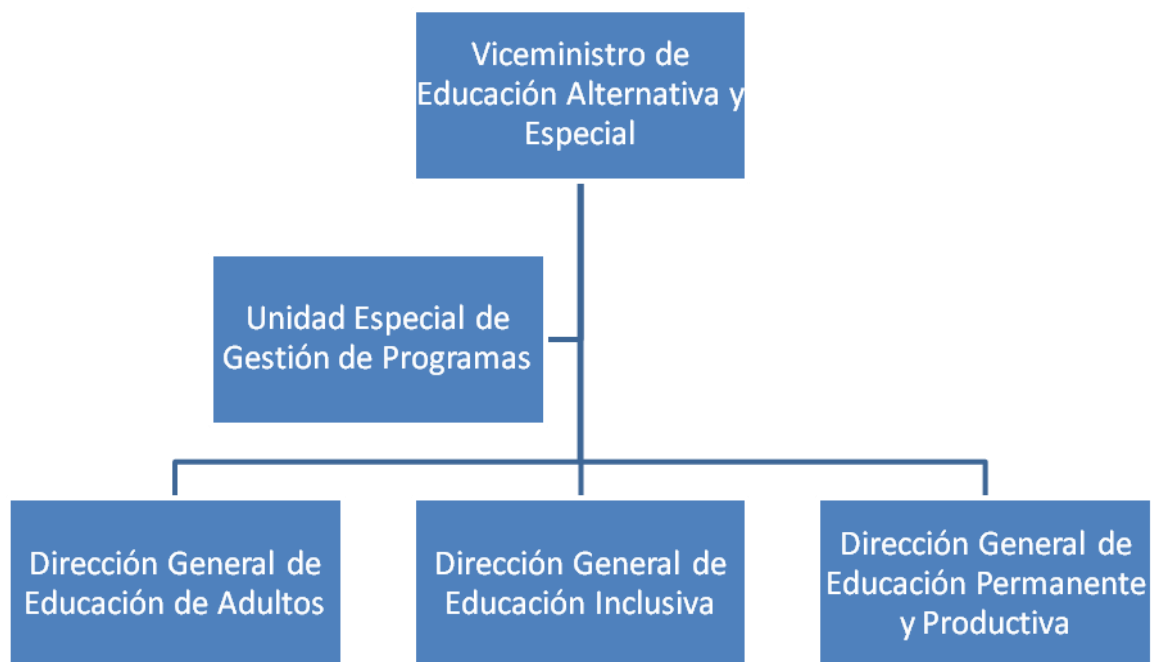 Viceministro de
Educación Alternativa y
Especial
Unidad Especial de
Gestión de Programas
Dirección General de
Educación de Adultos
Dirección General de
Educación Inclusiva
Dirección General de
Educación Permanente
y Productiva